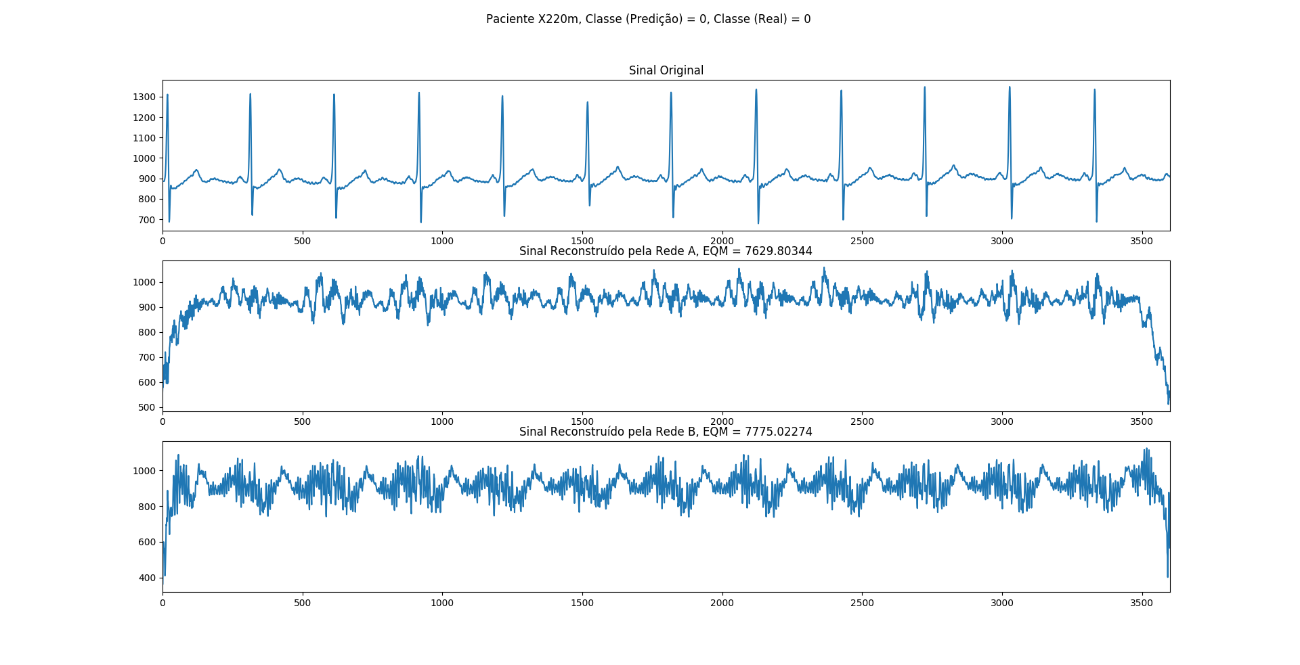 Paciente X220m, Classe (Predição) = 0, Classe (Real) = 0
Sinal Original
1300
1200
1100
1000
900
800
700
0 500 1000 1500 2000 2500 3000 3500
Sinal Reconstruído pela Rede A, EQM = 7629.80344
1000
900
800
700
600
500
0 500 1000 1500 2000 2500 3000 3500
Sinal Reconstruído pela Rede B, EQM = 7775.02274
1000
800
600
400
0 500 1000 1500 2000 2500 3000 3500